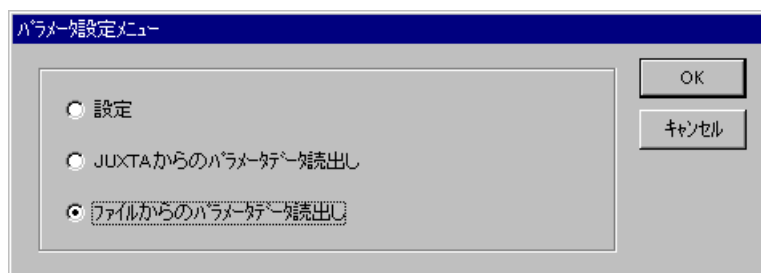 ﾊﾟﾗﾒｰﾀ設定ﾒﾆｭｰ
設定
JUXTAからのﾊﾟﾗﾒｰﾀﾃﾞｰﾀ読出し
ﾌｧｲﾙからのﾊﾟﾗﾒｰﾀﾃﾞｰﾀ読出し
OK
ｷｬﾝｾﾙ